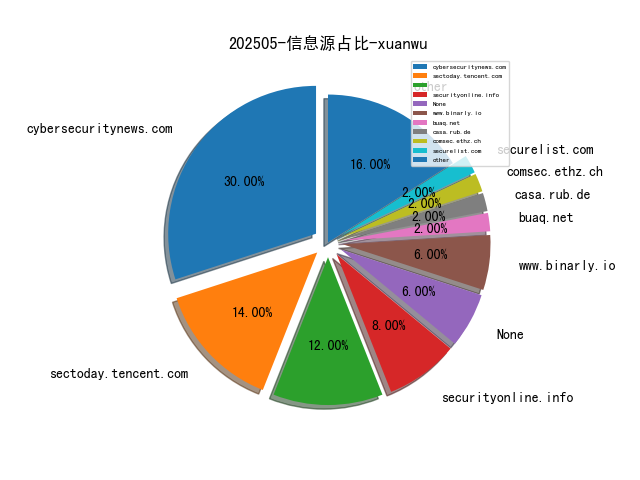 202505-信息源占比-xuanwu
cybersecuritynews.com
sectoday.tencent.com
securityonline.info
None
www.binarly.io
buaq.net
casa.rub.de
comsec.ethz.ch
securelist.com
other
other
securelist.com
comsec.ethz.ch
casa.rub.de
buaq.net
www.binarly.io
None
securityonline.info
sectoday.tencent.com
cybersecuritynews.com
30.00%
14.00%
12.00%
8.00%
6.00%
6.00%
2.00%
2.00%
2.00%
2.00%
16.00%